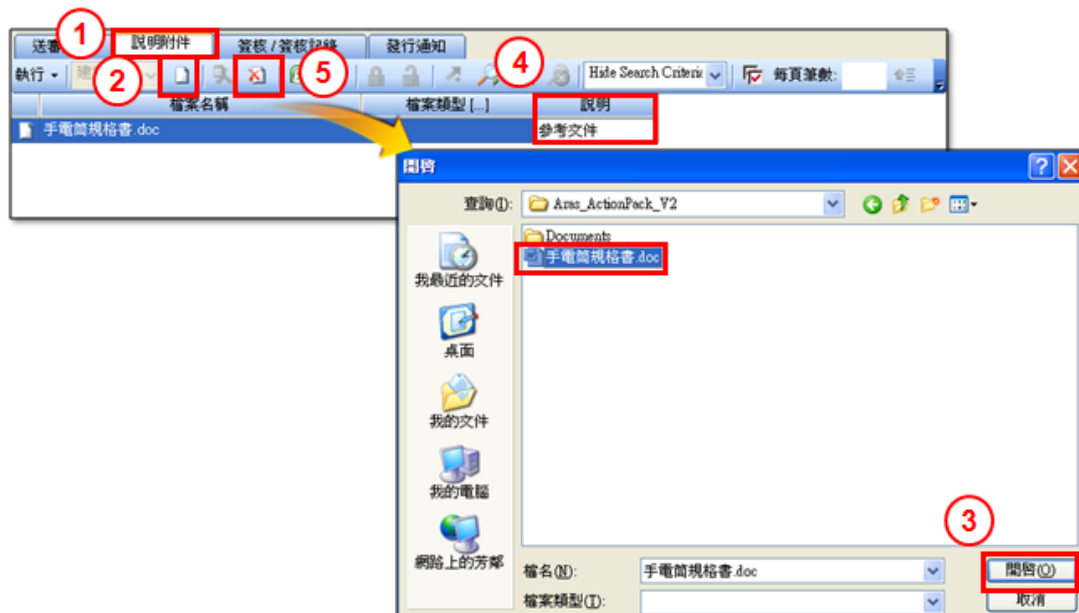 1
送審
說明附件
簽核 / 簽核記錄
發行通知
執行
2
5
4
Hide Search Criteria
每頁筆數:
檔案名稱
檔案類型 [...]
說明
手電筒規格書.doc
參考文件
開啟
查詢(I):
Aras_ActionPack_V2
Documents
手電筒規格書.doc
我最近的文件
桌面
我的文件
我的電腦
網路上的芳鄰
3
檔名(N):
手電筒規格書.doc
開啟(O)
檔案類型(T):
取消